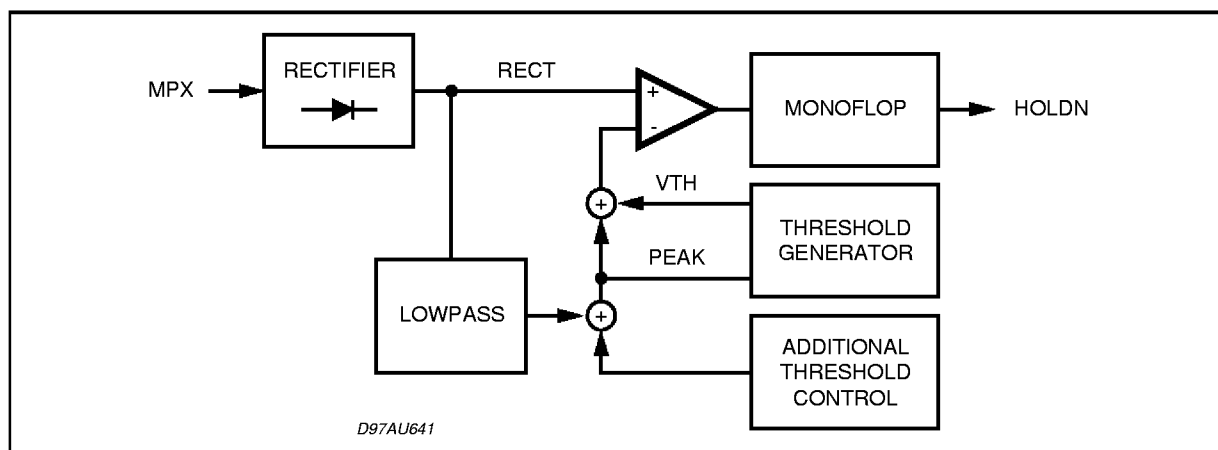 MPX
RECTIFIER
RECT
+
-
MONOFLOP
HOLDN
VTH
+
THRESHOLD
GENERATOR
PEAK
LOWPASS
+
ADDITIONAL
THRESHOLD
CONTROL
D97AU641